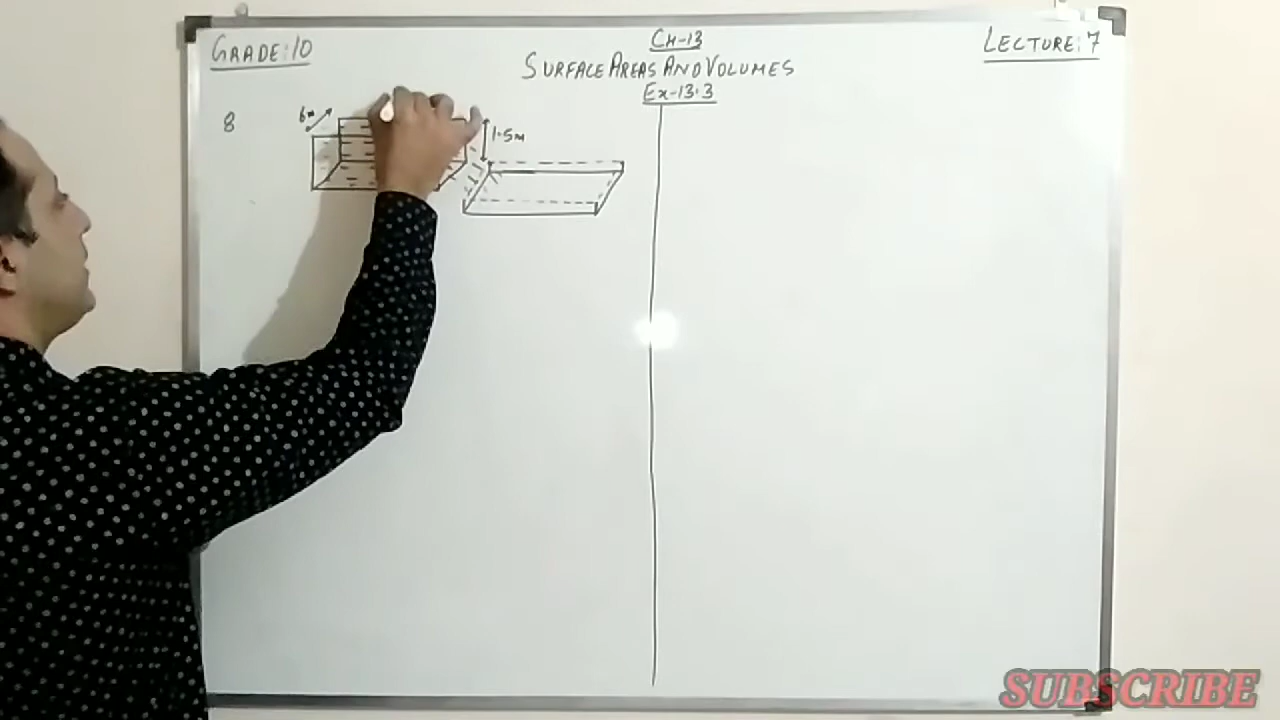 GRADE:10
CH-13
LECTURE:7
SURFACE AREAS AND VOLUMES
Ex-13.3
8
6m
1.5m
SUBSCRIBE